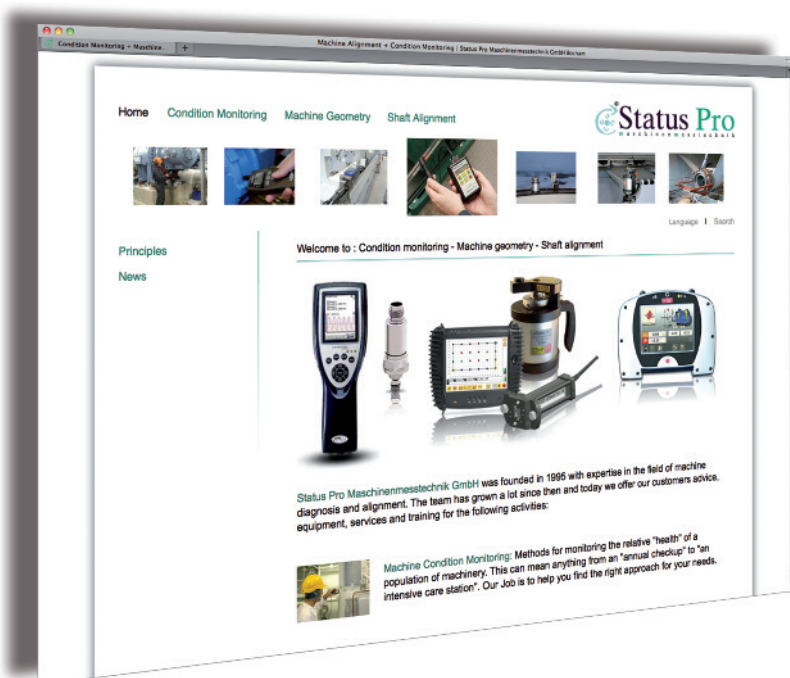 Machine Alignment + Condition Monitoring | Status Pro Maschinenmesstechnik GmbH Bochum
Condition Monitoring + Maschine...
Home Condition Monitoring Machine Geometry Shaft Alignment
Status Pro
Maschinenmesstechnik
Language | Search
Principles
News
Welcome to : Condition monitoring - Machine geometry - Shaft alignment
Status Pro Maschinenmesstechnik GmbH was founded in 1995 with expertise in the field of machine
diagnosis and alignment. The team has grown a lot since then and today we offer our customers advice,
equipment, services and training for the following activities:
Machine Condition Monitoring: Methods for monitoring the relative "health" of a
population of machinery. This can mean anything from an "annual checkup" to "an
intensive care station". Our Job is to help you find the right approach for your needs.